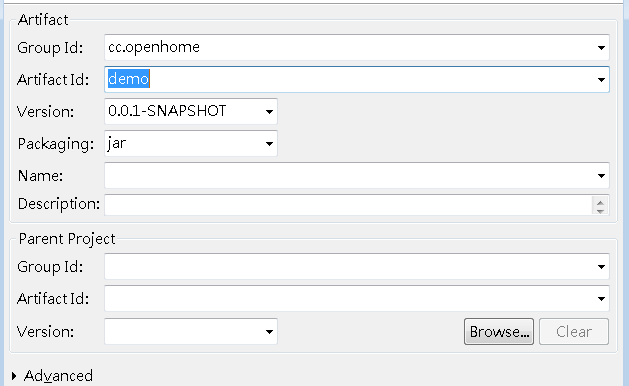 Artifact
Group Id: cc.openhome
Artifact Id: demo
Version: 0.0.1-SNAPSHOT
Packaging: jar
Name:
Description:
Parent Project
Group Id:
Artifact Id:
Version: Browse... Clear
Advanced